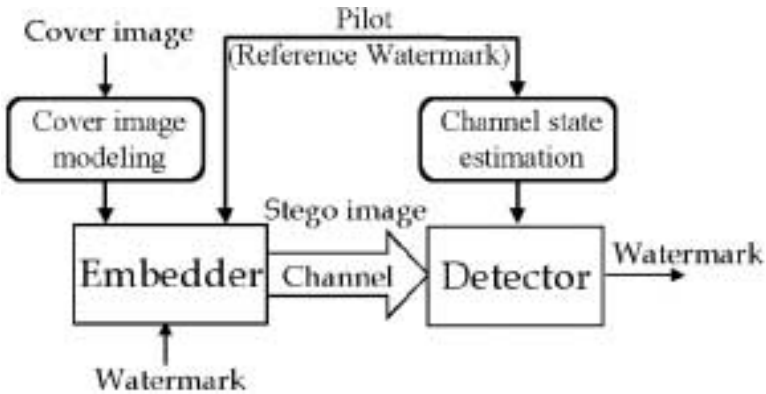 Cover image
Pilot
(Reference Watermark)
Cover image
modeling
Channel state
estimation
Stego image
Embedder
Channel
Detector
Watermark
Watermark